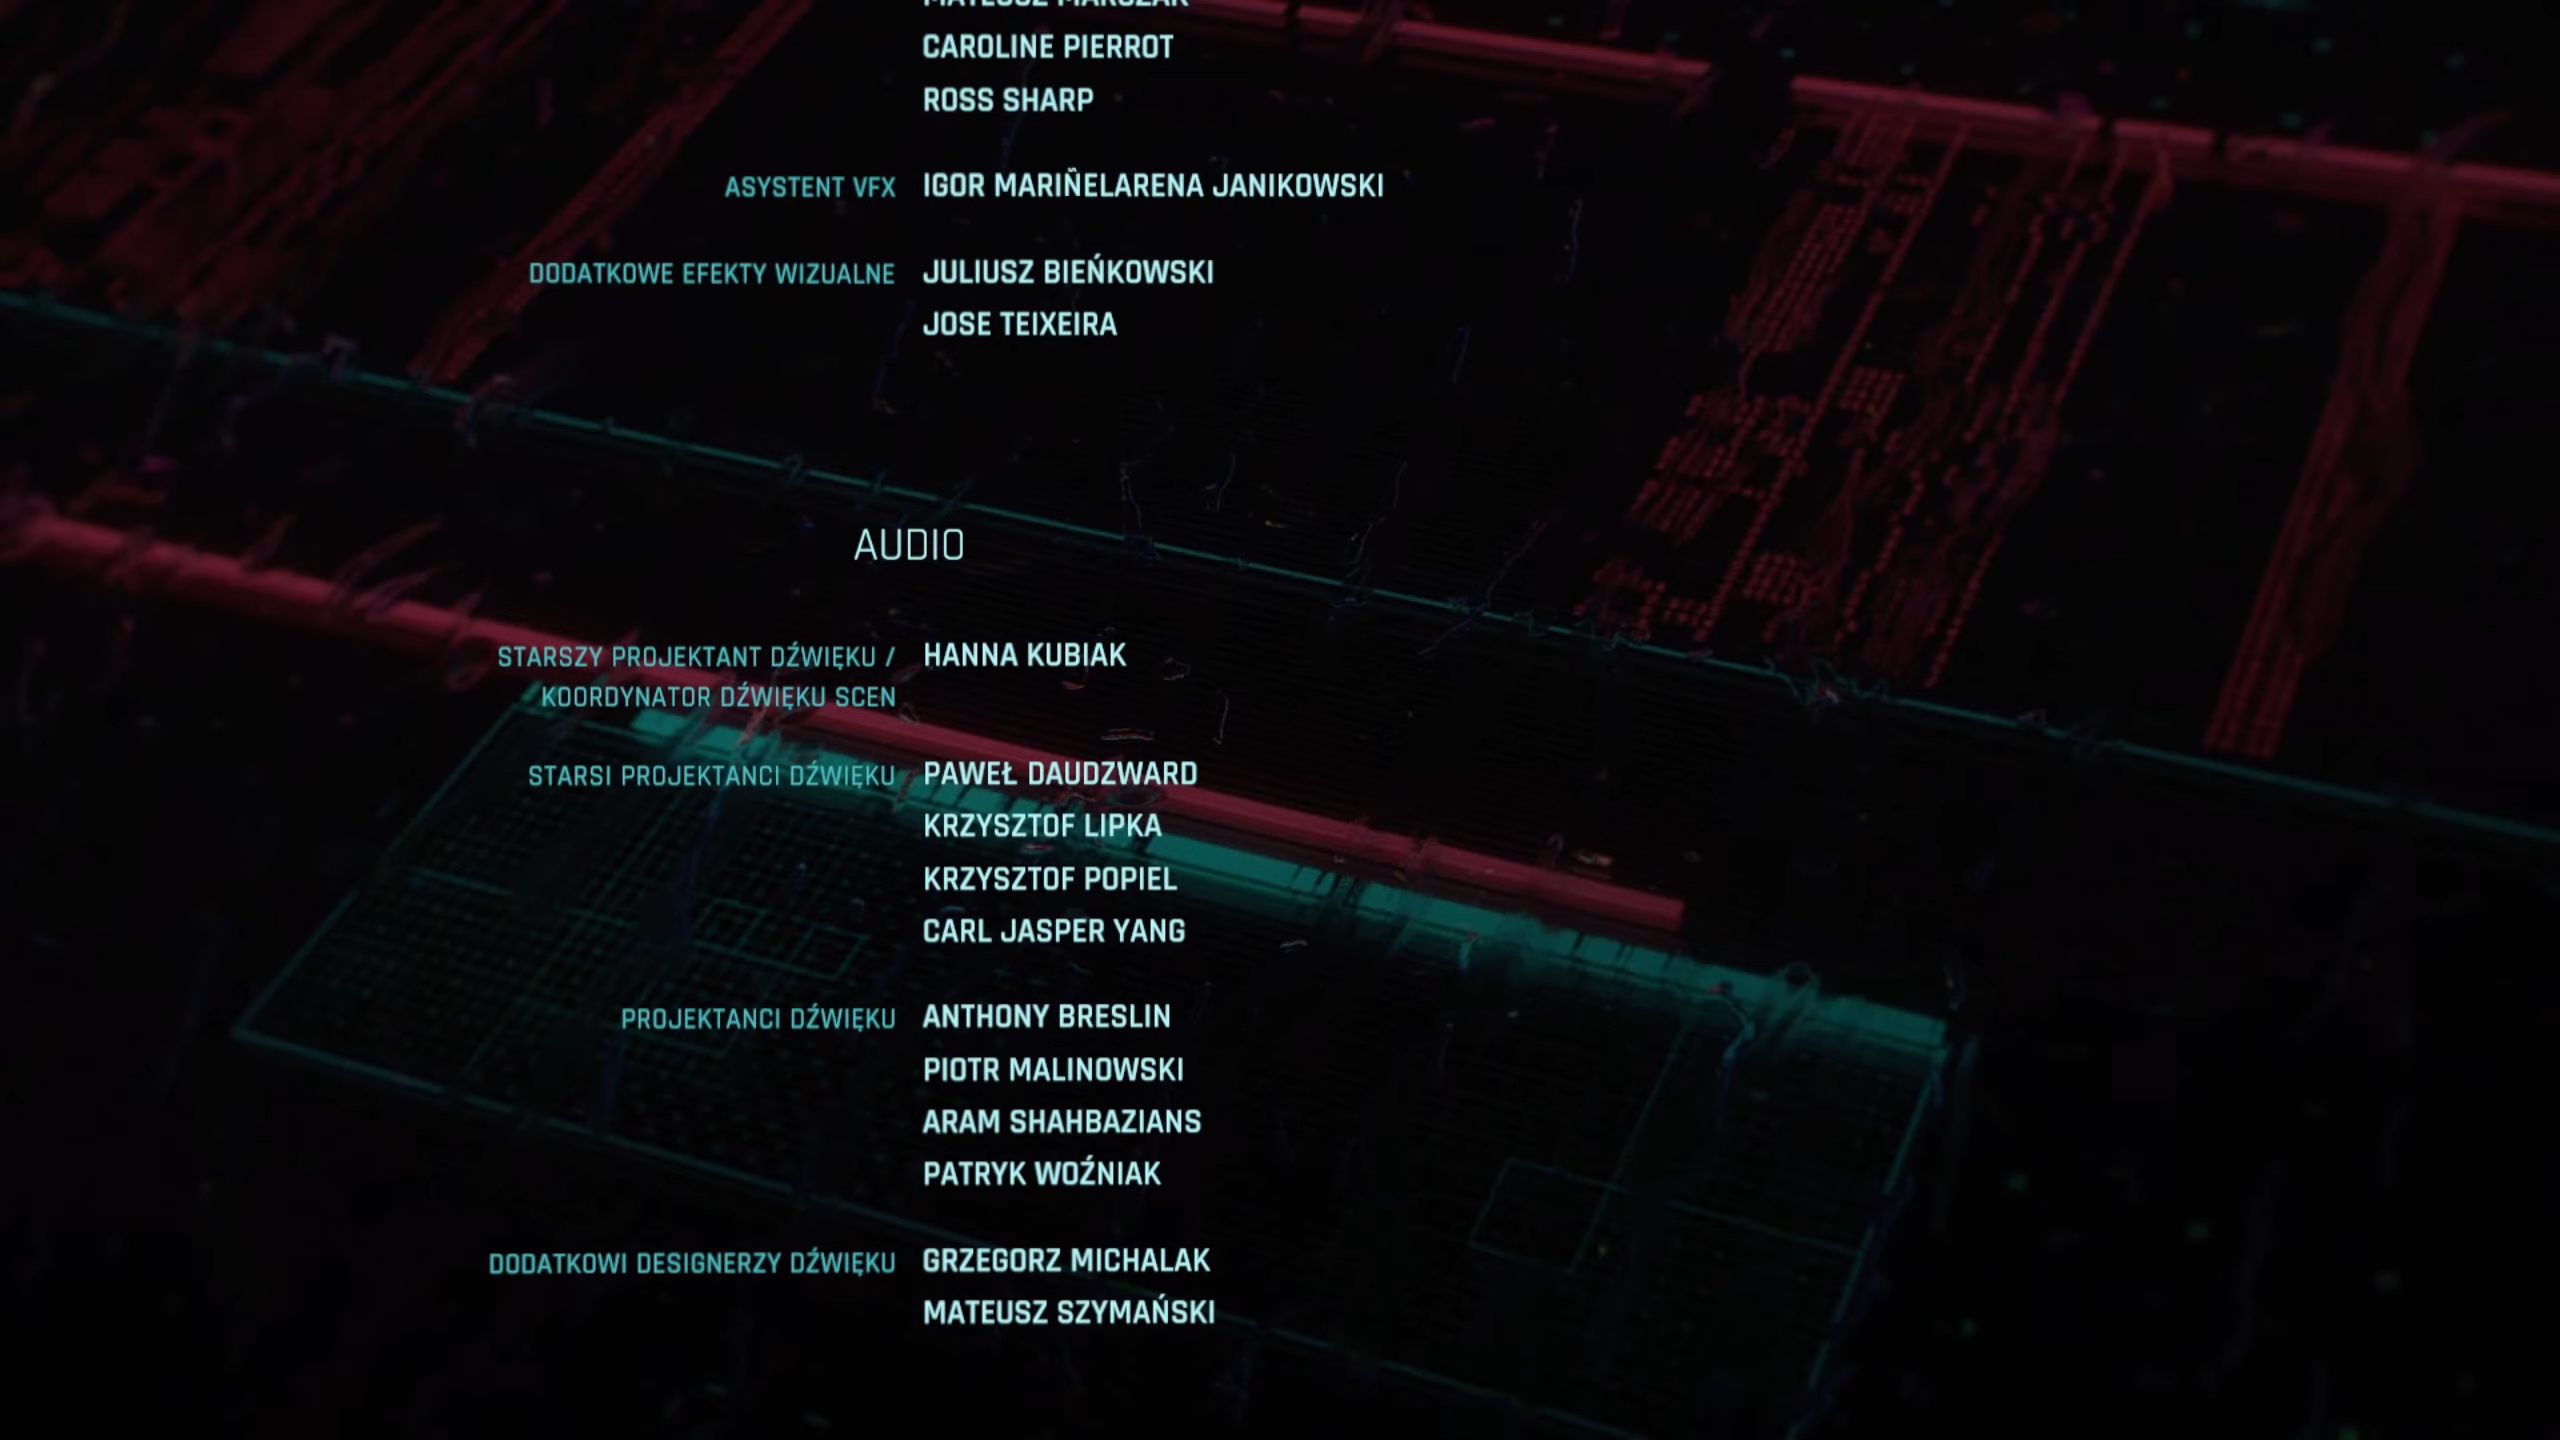 CAROLINE PIERROT
ROSS SHARP
ASYSTENT VFX IGOR MARIÑELARENA JANIKOWSKI
DODATKOWE EFEKTY WIZUALNE JULIUSZ BIEŃKOWSKI
JOSE TEIXEIRA
AUDIO
STARSZY PROJEKTANT DŹWIĘKU / HANNA KUBIAK
KOORDYNATOR DŹWIĘKU SCEN
STARSI PROJEKTANCI DŹWIĘKU PAWEŁ DAUDZWARD
KRZYSZTOF LIPKA
KRZYSZTOF POPIEL
CARL JASPER YANG
PROJEKTANCI DŹWIĘKU ANTHONY BRESLIN
PIOTR MALINOWSKI
ARAM SHAHBAZIANS
PATRYK WOŹNIAK
DODATKOWI DESIGNERZY DŹWIĘKU GRZEGORZ MICHALAK
MATEUSZ SZYMAŃSKI